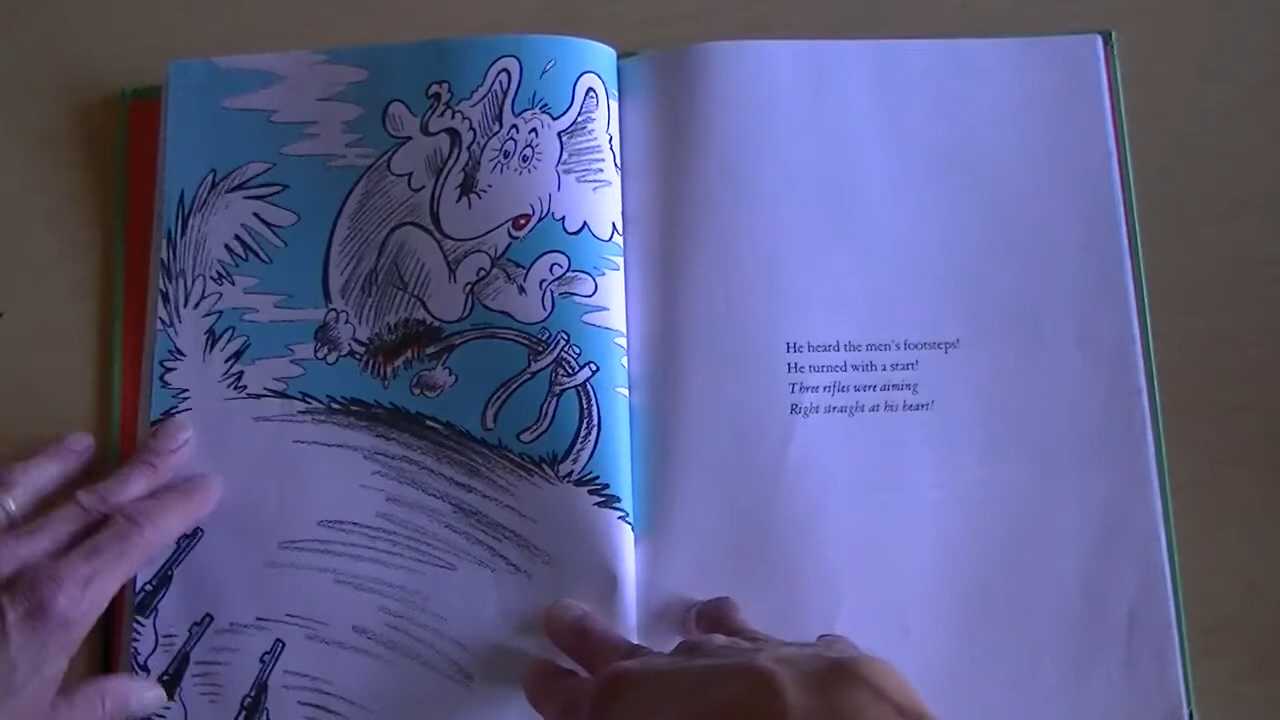 He heard the men's footsteps!
He turned with a start!
Three rifles were aiming
Right straight at his heart!